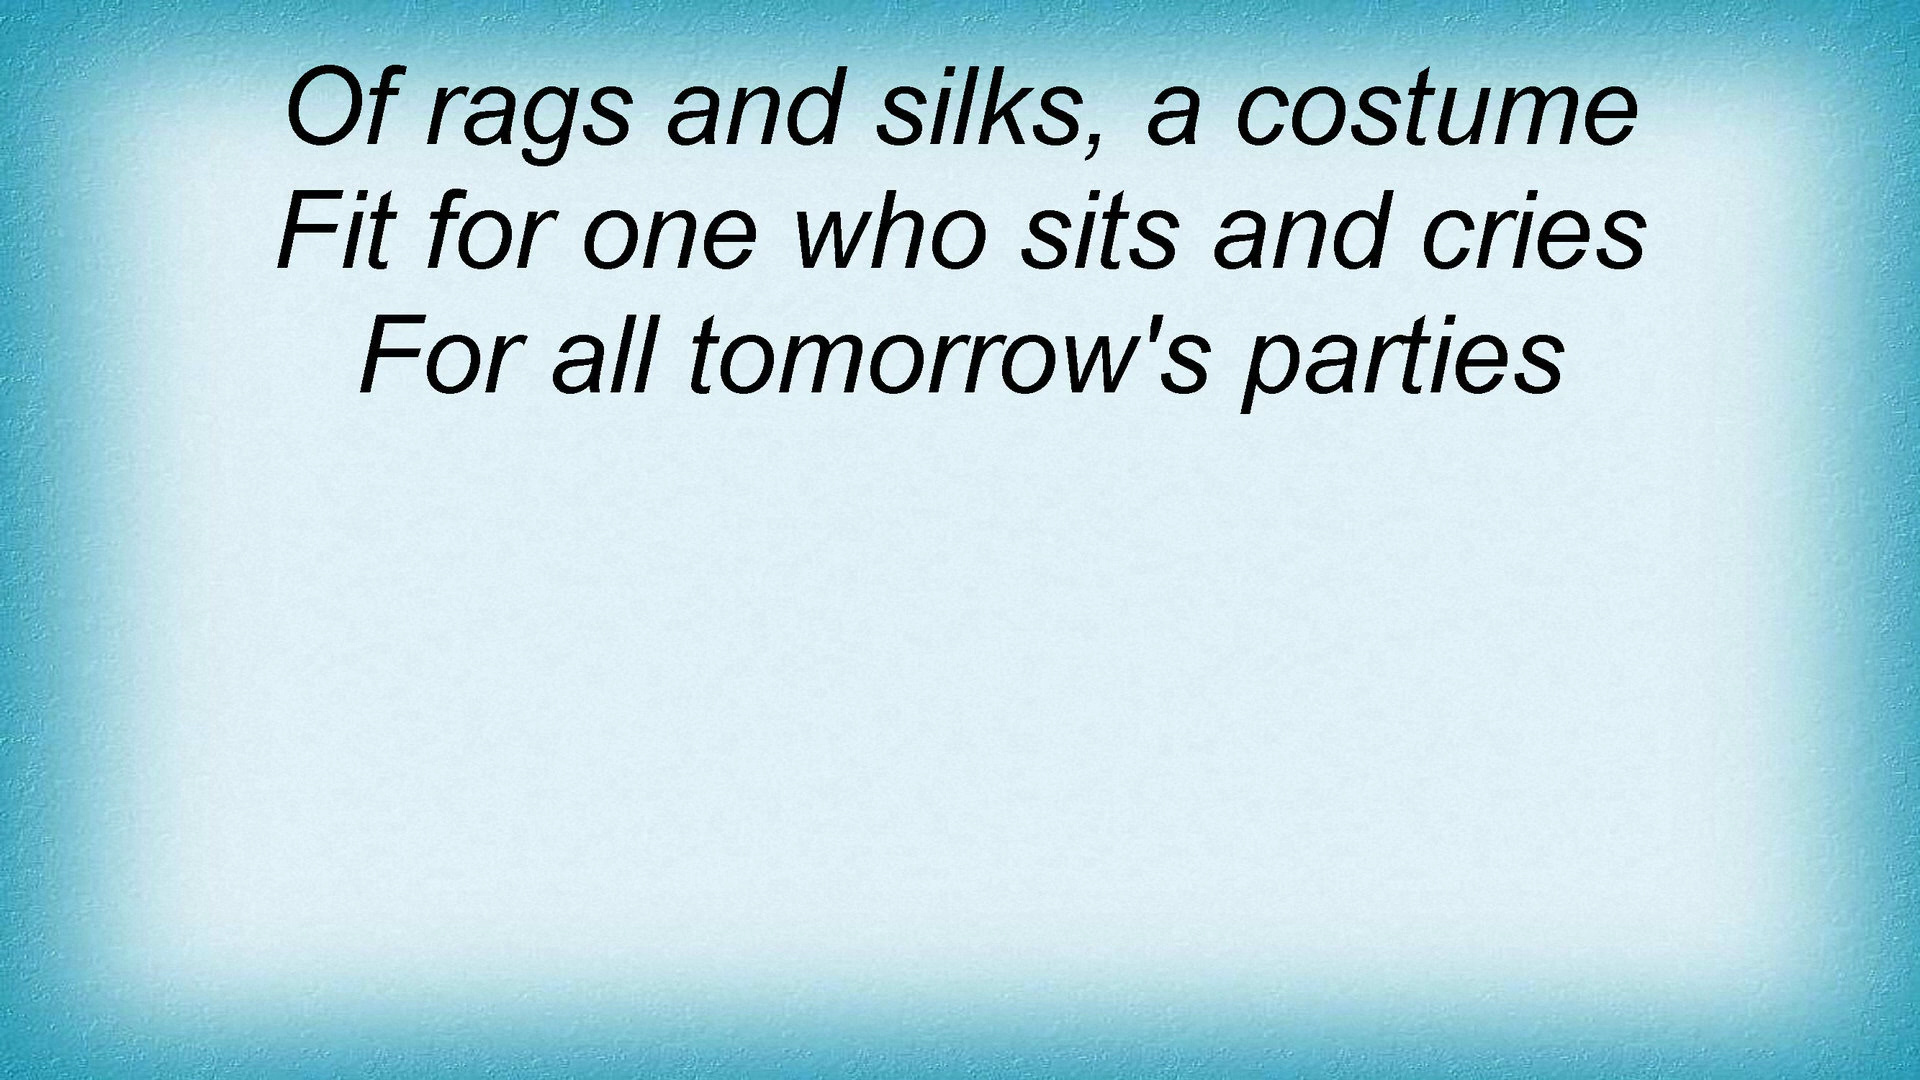 Of rags and silks, a costume
Fit for one who sits and cries
For all tomorrow's parties